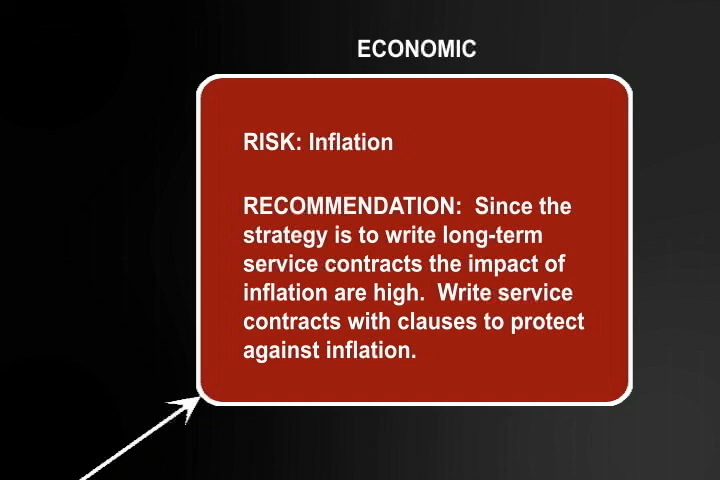 ECONOMIC
RISK: Inflation
RECOMMENDATION:  Since the
strategy is to write long-term
service contracts the impact of
inflation are high.  Write service
contracts with clauses to protect
against inflation.